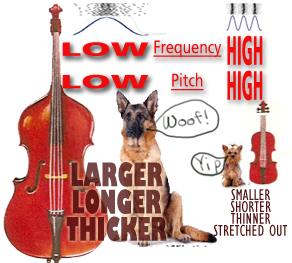 LOW Frequency HIGH
LOW Pitch HIGH
Woof!
Yip
LARGER
LONGER
THICKER
SMALLER
SHORTER
THINNER
STRETCHED OUT